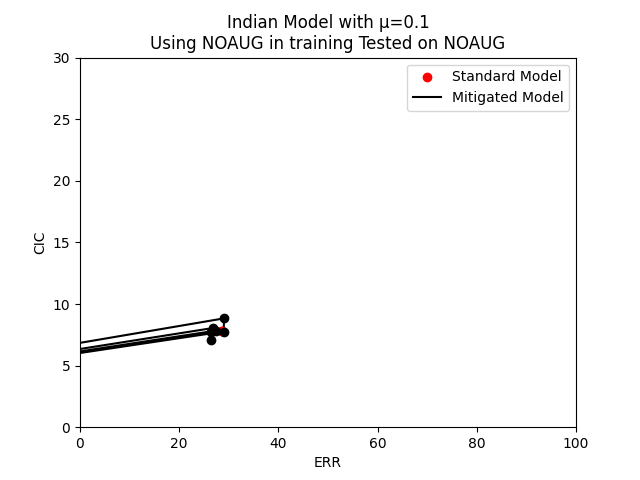 Indian Model with μ=0.1
Using NOAUG in training Tested on NOAUG
Standard Model
Mitigated Model
30
25
20
15
10
5
0
CIC
0 20 40 60 80 100
ERR